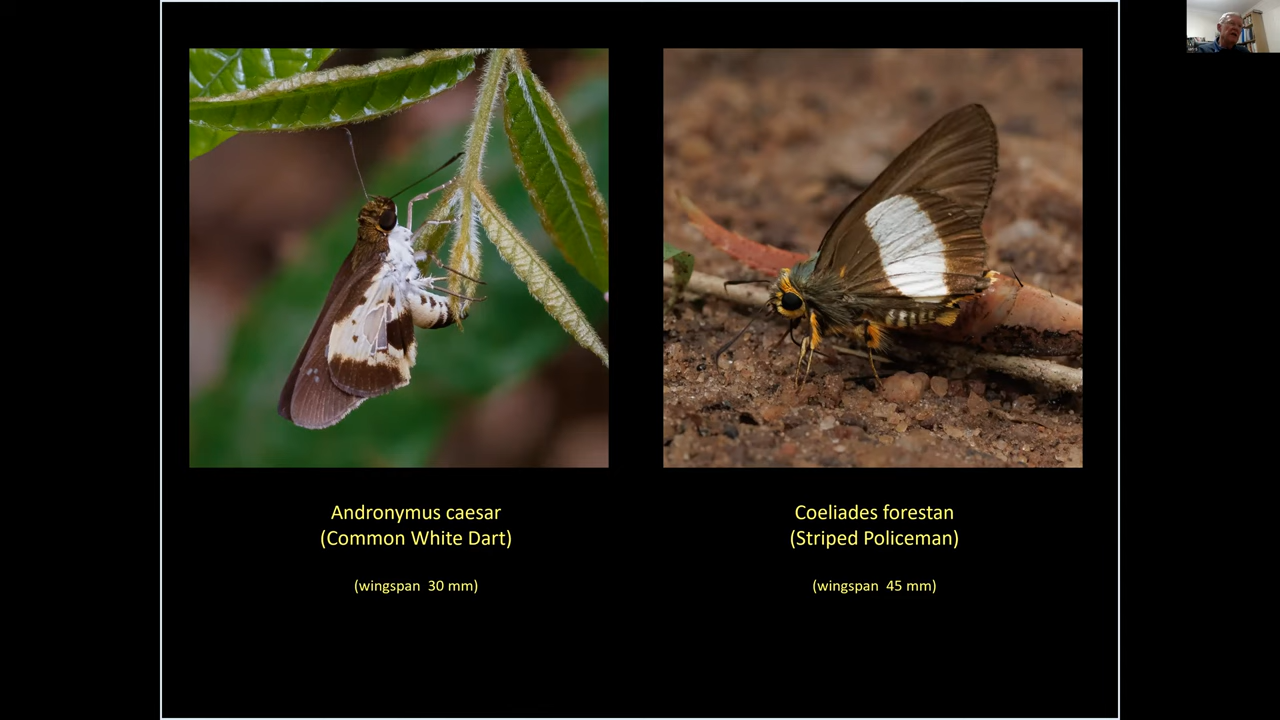 Andronymus caesar
(Common White Dart)
(wingspan 30 mm)
Coeliades forestan
(Striped Policeman)
(wingspan 45 mm)